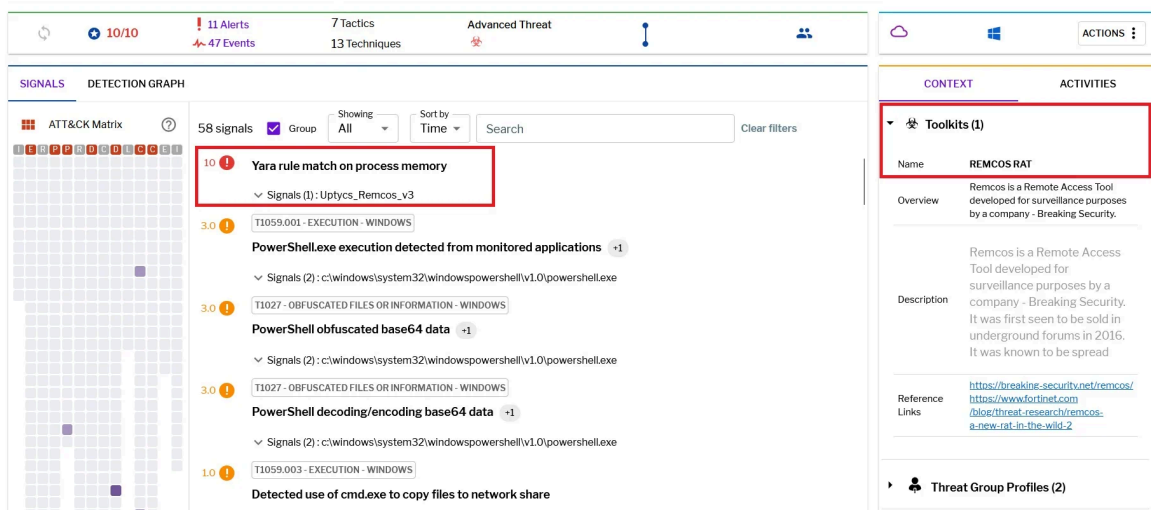 10/10
11 Alerts
47 Events
7 Tactics
13 Techniques
Advanced Threat
ACTIONS
SIGNALS
DETECTION GRAPH
ATT&CK Matrix
I E R P P R D C D L C C E I
58 signals
Group
Showing
All
Sort by
Time
Search
Clear filters
10
Yara rule match on process memory
Signals (1) : Uptycs_Remcos_v3
3.0
T1059.001 - EXECUTION - WINDOWS
PowerShell.exe execution detected from monitored applications +1
Signals (2) : c:\windows\system32\windowspowershell\v1.0\powershell.exe
3.0
T1027 - OBFUSCATED FILES OR INFORMATION - WINDOWS
PowerShell obfuscated base64 data +1
Signals (2) : c:\windows\system32\windowspowershell\v1.0\powershell.exe
3.0
T1027 - OBFUSCATED FILES OR INFORMATION - WINDOWS
PowerShell decoding/encoding base64 data +1
Signals (2) : c:\windows\system32\windowspowershell\v1.0\powershell.exe
1.0
T1059.003 - EXECUTION - WINDOWS
Detected use of cmd.exe to copy files to network share
CONTEXT
ACTIVITIES
Toolkits (1)
Name
REMCOS RAT
Overview
Remcos is a Remote Access Tool
developed for surveillance purposes
by a company - Breaking Security.
Description
Remcos is a Remote Access
Tool developed for
surveillance purposes by a
company - Breaking Security.
It was first seen to be sold in
underground forums in 2016.
It was known to be spread
Reference
Links
https://breaking-security.net/remcos/
https://www.fortinet.com
/blog/threat-research/remcos-
a-new-rat-in-the-wild-2
Threat Group Profiles (2)